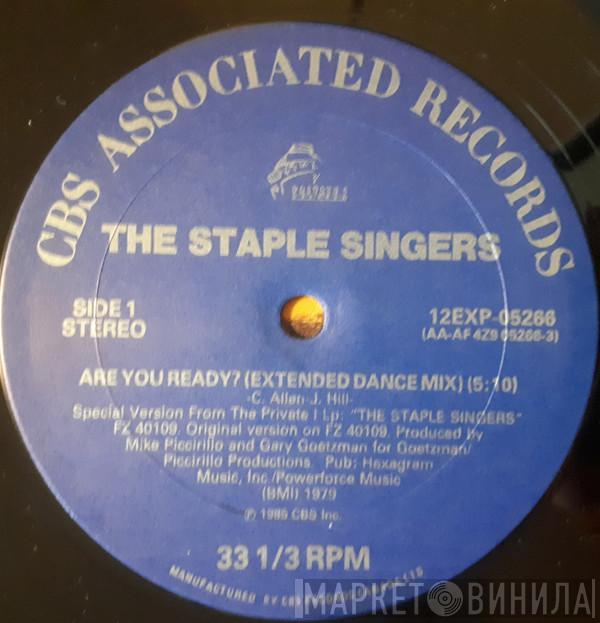 CBS ASSOCIATED RECORDS
THE STAPLE SINGERS
SIDE 1
STEREO
12EXP-05266
(AA-AF 4Z9 05266-3)
ARE YOU READY? (EXTENDED DANCE MIX) (5:10)
-C. Allen-J. Hill-
Special Version From The Private I Lp: "THE STAPLE SINGERS"
FZ 40109. Original version on FZ 40109. Produced by
Mike Piccirillo and Gary Goetzman for Goetzman/
Piccirillo Productions. Pub: Hexagram
Music, Inc./Powerforce Music
(BMI) 1979
℗ 1985 CBS Inc.
33 1/3 RPM
MANUFACTURED BY CBS
МАРКЕТ ВИНИЛА